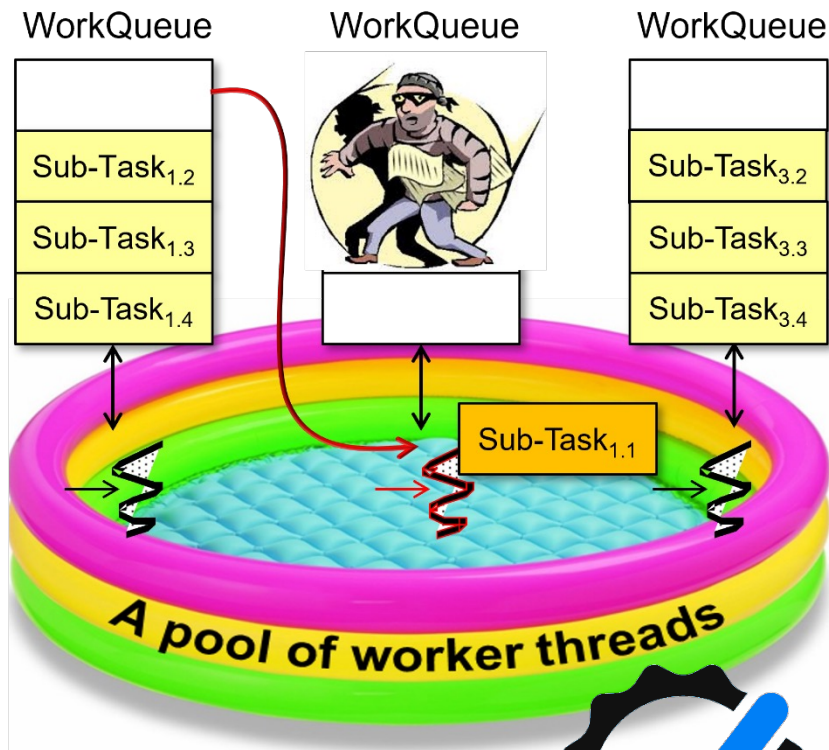 WorkQueue WorkQueue WorkQueue
Sub-Task1.2 Sub-Task3.2
Sub-Task1.3 Sub-Task3.3
Sub-Task1.4 Sub-Task3.4
Sub-Task1.1
A pool of worker threads